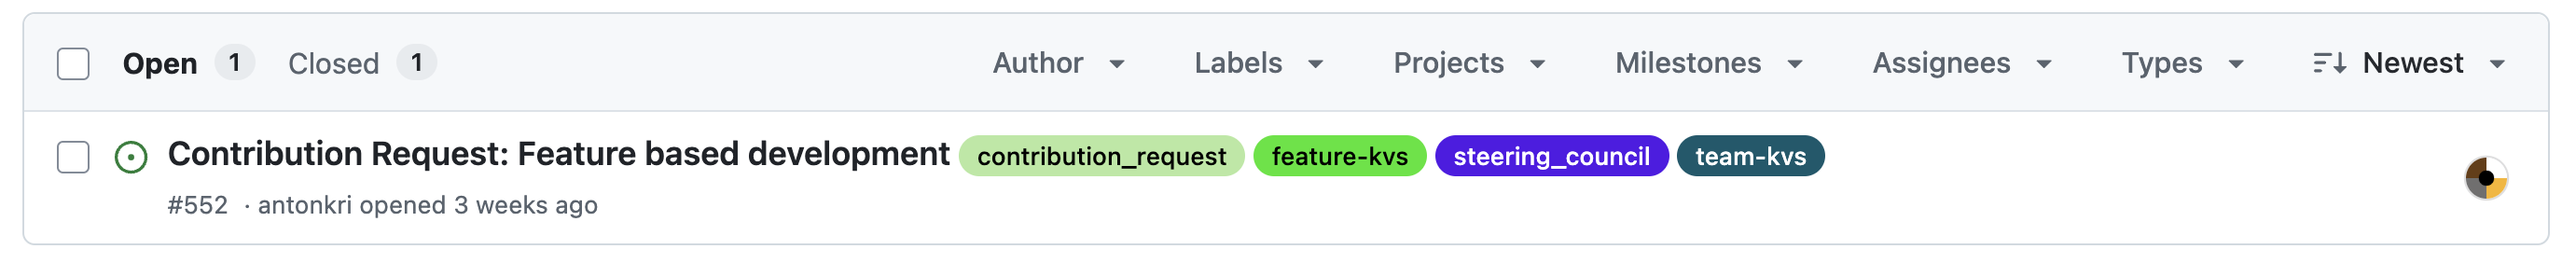 Open 1 Closed 1 Author Labels Projects Milestones Assignees Types Newest
Contribution Request: Feature based development contribution_request feature-kvs steering_council team-kvs
#552 · antonkri opened 3 weeks ago